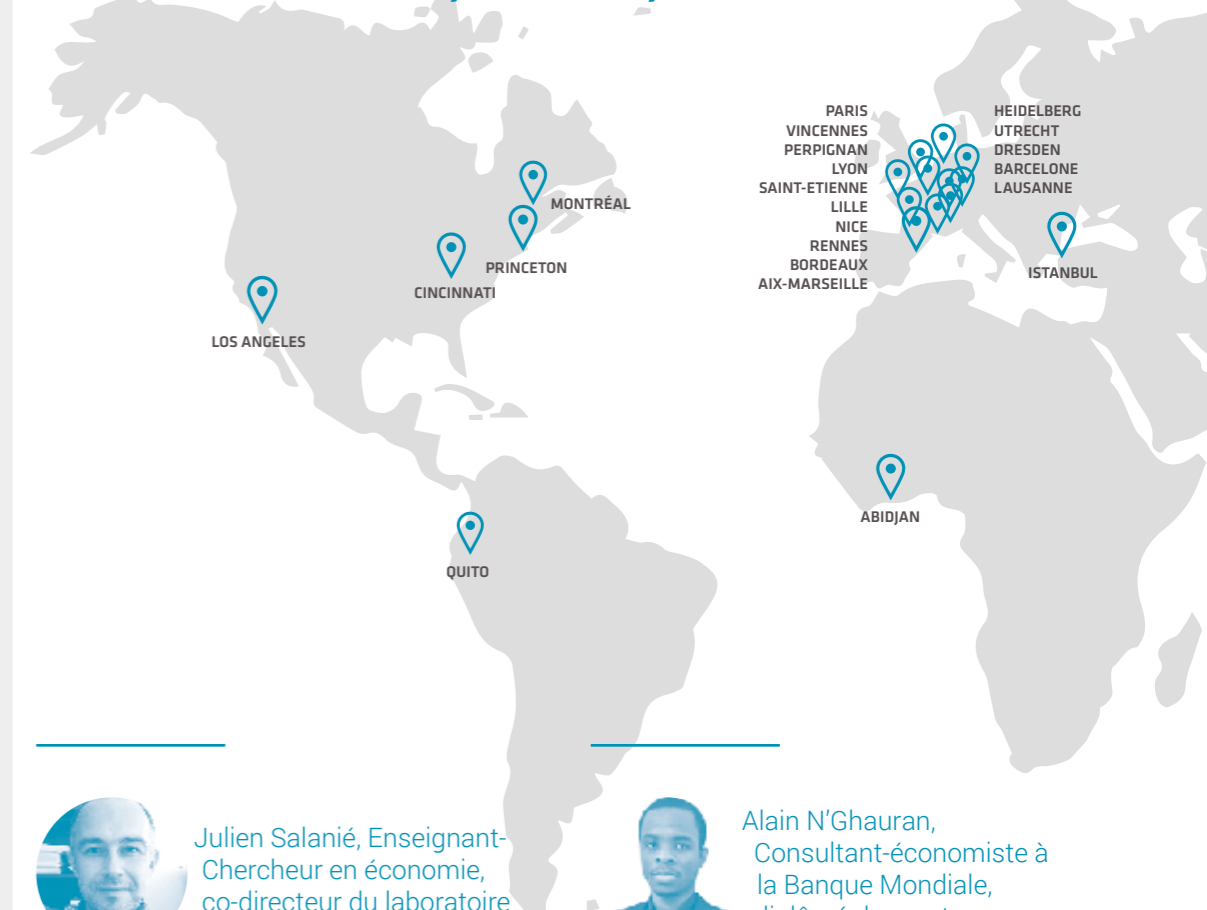 PARIS
VINCENNES
PERPIGNAN
LYON
SAINT-ETIENNE
LILLE
NICE
RENNES
BORDEAUX
AIX-MARSEILLE
HEIDELBERG
UTRECHT
DRESDEN
BARCELONE
LAUSANNE
MONTRÉAL
PRINCETON
CINCINNATI
LOS ANGELES
ISTANBUL
ABIDJAN
QUITO
Julien Salanié, Enseignant-
Chercheur en économie,
co-directeur du laboratoire
Alain N'Ghauran,
Consultant-économiste à
la Banque Mondiale,